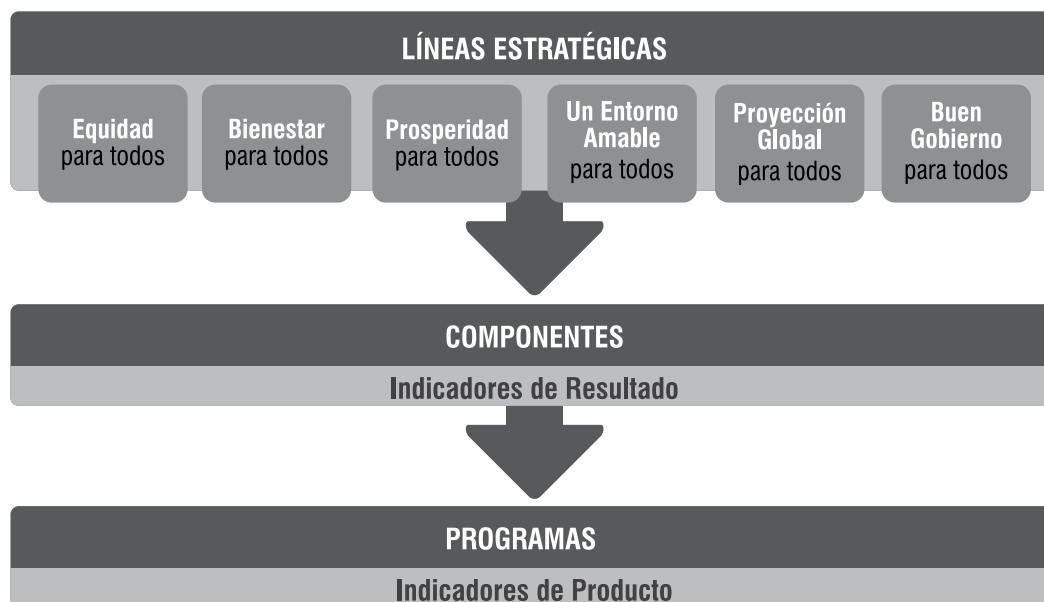 LÍNEAS ESTRATÉGICAS
Equidad
para todos
Bienestar
para todos
Prosperidad
para todos
Un Entorno
Amable
para todos
Proyección
Global
para todos
Buen
Gobierno
para todos
COMPONENTES
Indicadores de Resultado
PROGRAMAS
Indicadores de Producto